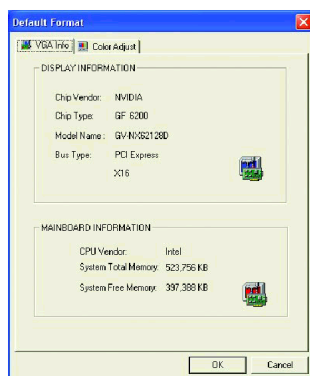 Default Format
VGA Info Color Adjust
DISPLAY INFORMATION
Chip Vendor: NVIDIA
Chip Type: GF 6200
Model Name : GV-NX62128D
Bus Type: PCI Express
X16
MAINBOARD INFORMATION
CPU Vendor: Intel
System Total Memory: 523,756 KB
System Free Memory: 397,388 KB
OK Cancel